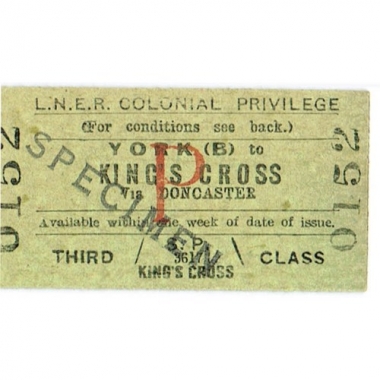 L.N.E.R. COLONIAL PRIVILEGE
(For conditions see back.)
YORK (B) to
KING'S CROSS
Via DONCASTER
Available within one week of date of issue.
THIRD
S. P.
3617
KING'S CROSS
CLASS
P
SPECIMEN
0152
0152